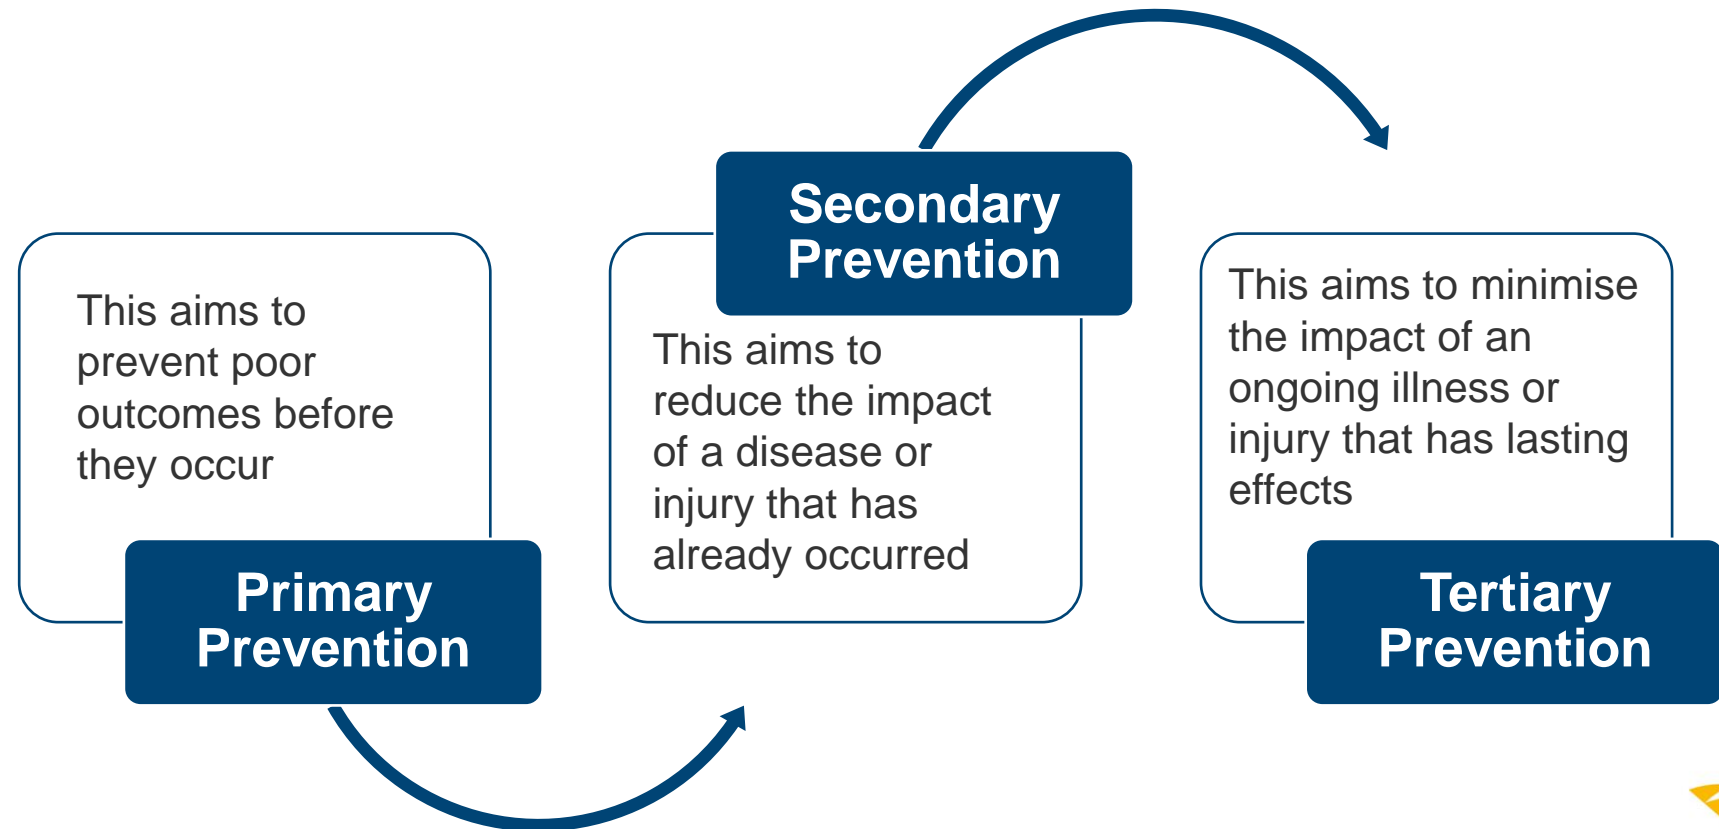 This aims to
prevent poor
outcomes before
they occur
Primary
Prevention
Secondary
Prevention
This aims to
reduce the impact
of a disease or
injury that has
already occurred
This aims to minimise
the impact of an
ongoing illness or
injury that has lasting
effects
Tertiary
Prevention